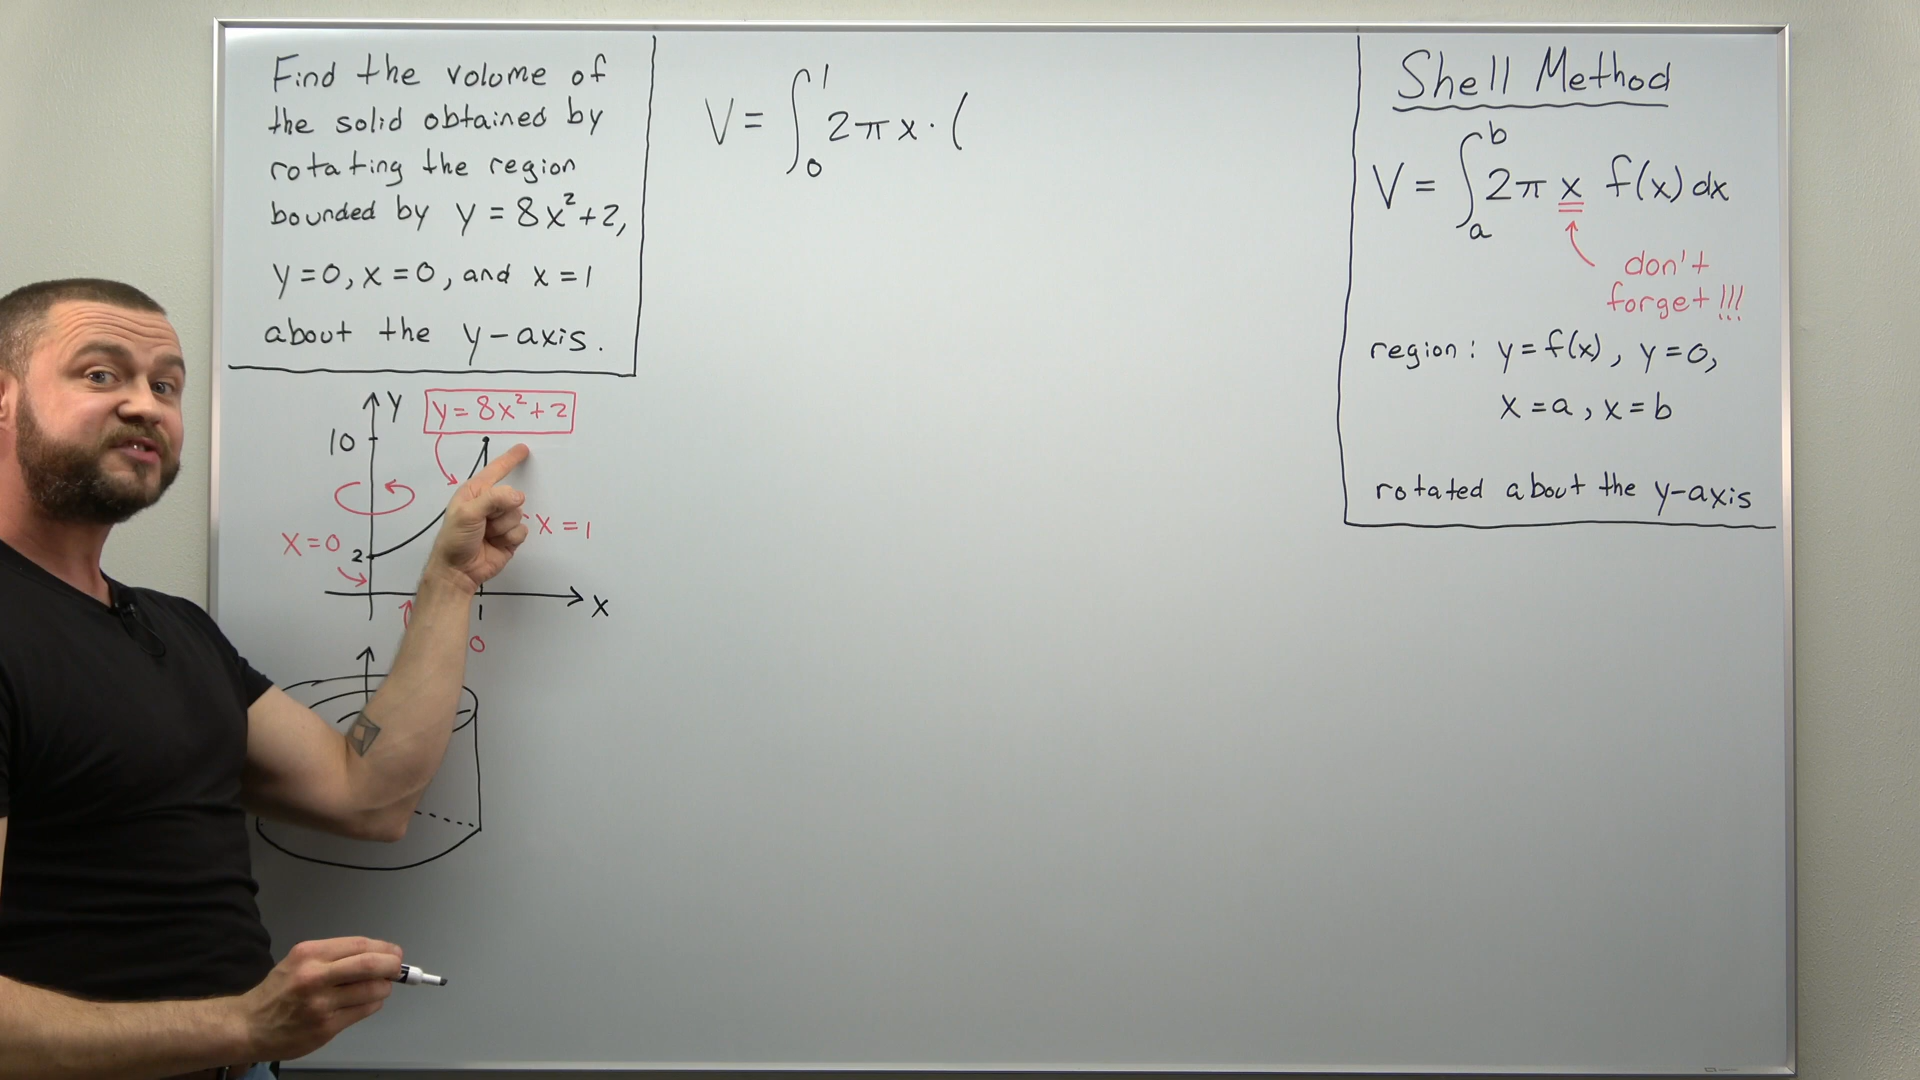 Find the volume of
the solid obtained by
rotating the region
bounded by y = 8x²+2,
y=0, x=0, and x=1
about the y-axis.
V = ∫₀¹ 2πx · (
Shell Method
V = ∫ₐᵇ 2π x f(x) dx
don't
forget!!!
region: y=f(x), y=0,
x=a, x=b
rotated about the y-axis
y
y=8x²+2
10
x=1
x=0
2
x
1
0